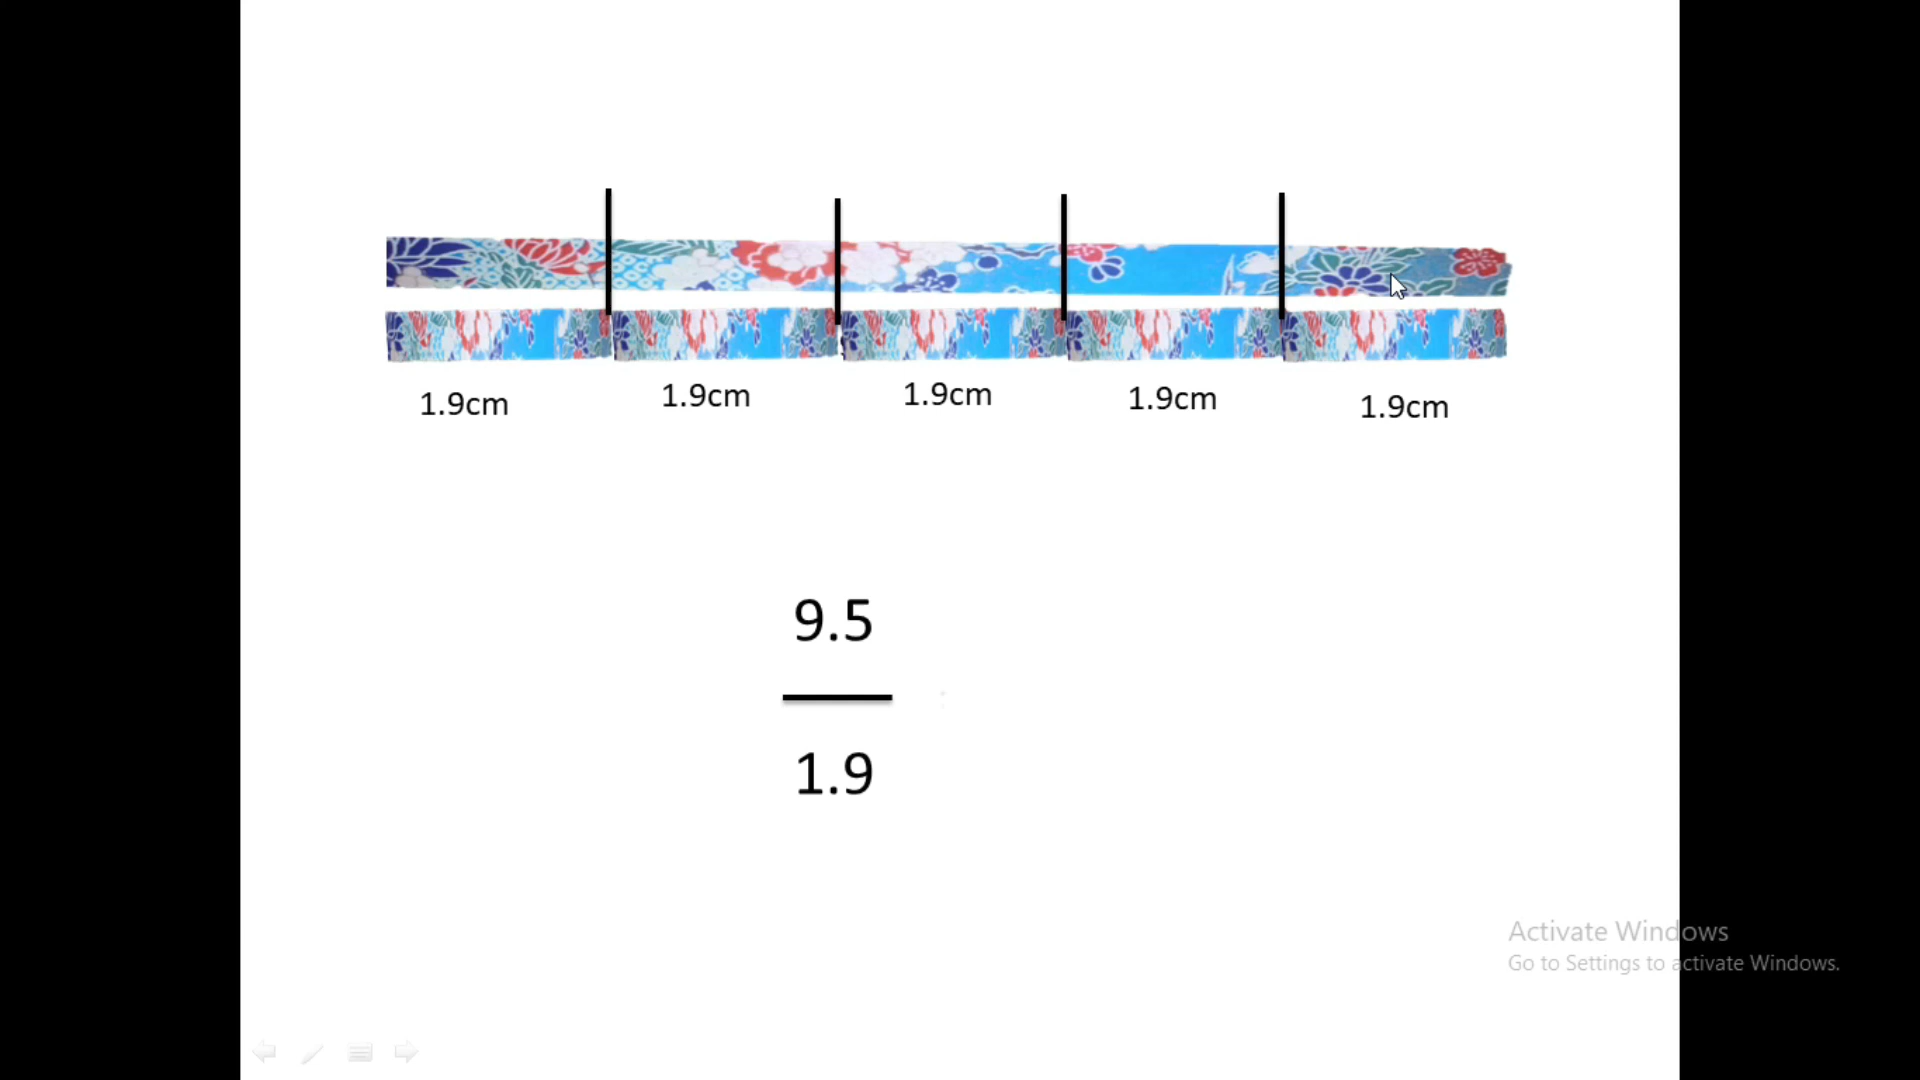 1.9cm 1.9cm 1.9cm 1.9cm 1.9cm
9.5
1.9
Activate Windows
Go to Settings to activate Windows.